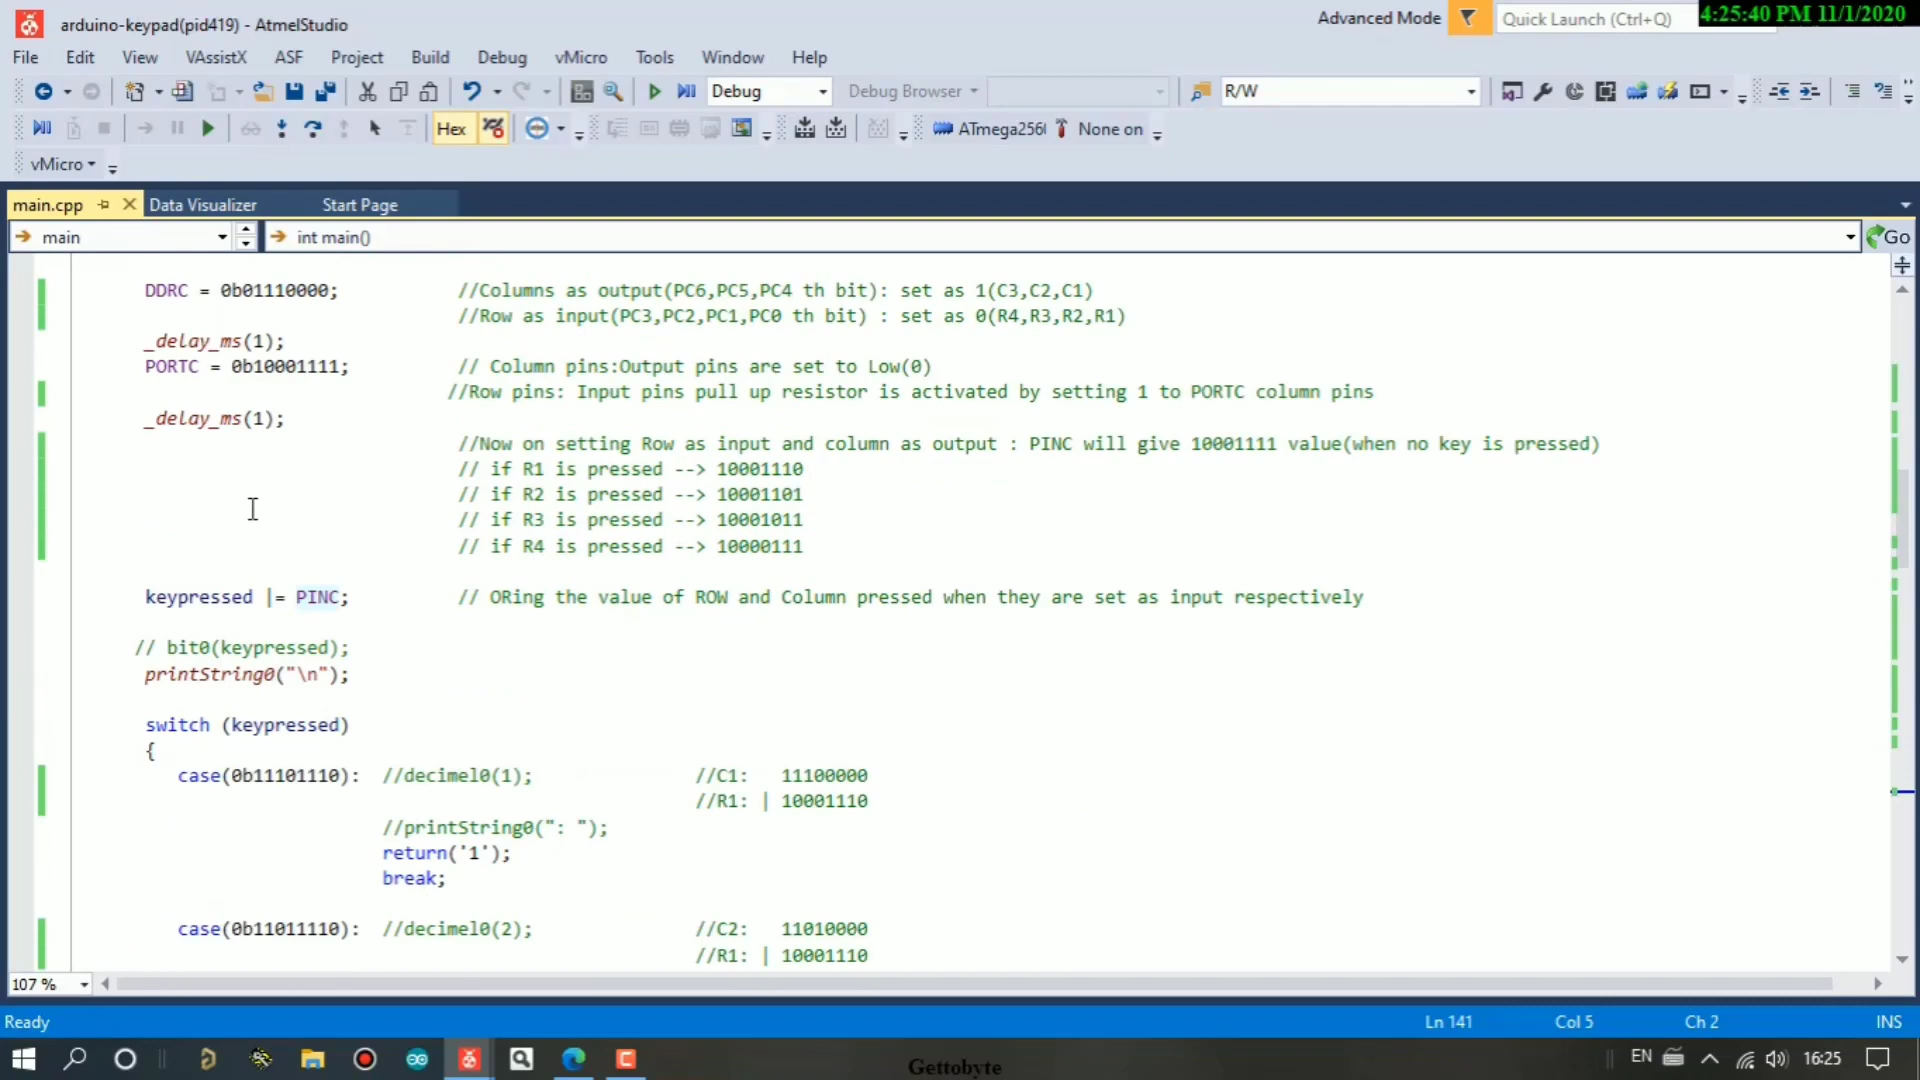 arduino-keypad(pid419) - AtmelStudio
Advanced Mode
Quick Launch (Ctrl+Q)
4:25:40 PM 11/1/2020
File Edit View VAssistX ASF Project Build Debug vMicro Tools Window Help
Debug Debug Browser R/W
Hex ATmega256 None on
vMicro
main.cpp Data Visualizer Start Page
main int main() Go
DDRC = 0b01110000; //Columns as output(PC6,PC5,PC4 th bit): set as 1(C3,C2,C1)
//Row as input(PC3,PC2,PC1,PC0 th bit) : set as 0(R4,R3,R2,R1)
_delay_ms(1);
PORTC = 0b10001111; // Column pins:Output pins are set to Low(0)
//Row pins: Input pins pull up resistor is activated by setting 1 to PORTC column pins
_delay_ms(1);
//Now on setting Row as input and column as output : PINC will give 10001111 value(when no key is pressed)
// if R1 is pressed --> 10001110
// if R2 is pressed --> 10001101
// if R3 is pressed --> 10001011
// if R4 is pressed --> 10000111
keypressed |= PINC; // ORing the value of ROW and Column pressed when they are set as input respectively
// bit0(keypressed);
printString0("\n");
switch (keypressed)
{
case(0b11101110): //decimel0(1); //C1: 11100000
//R1: | 10001110
//printString0(": ");
return('1');
break;
case(0b11011110): //decimel0(2); //C2: 11010000
//R1: | 10001110
107 %
Ready Ln 141 Col 5 Ch 2 INS
Gettobyte
EN 16:25